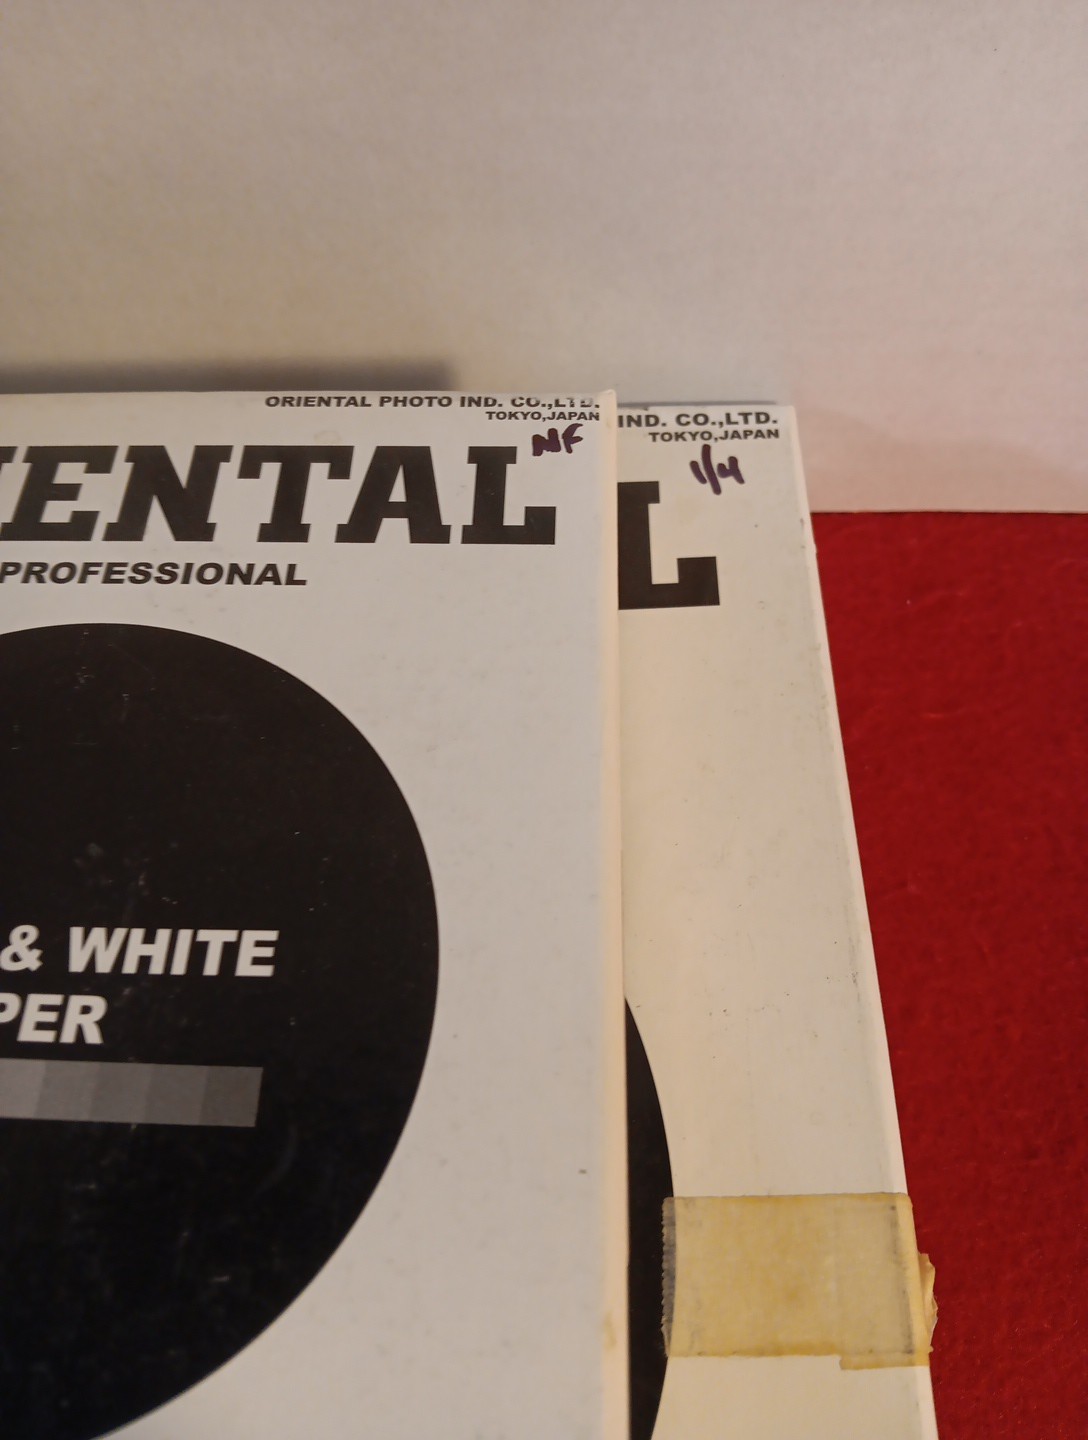 ORIENTAL PHOTO IND. CO.,LTD.
TOKYO,JAPAN
NF
IENTAL
PROFESSIONAL
& WHITE
PER
IND. CO.,LTD.
TOKYO,JAPAN
1/4
L